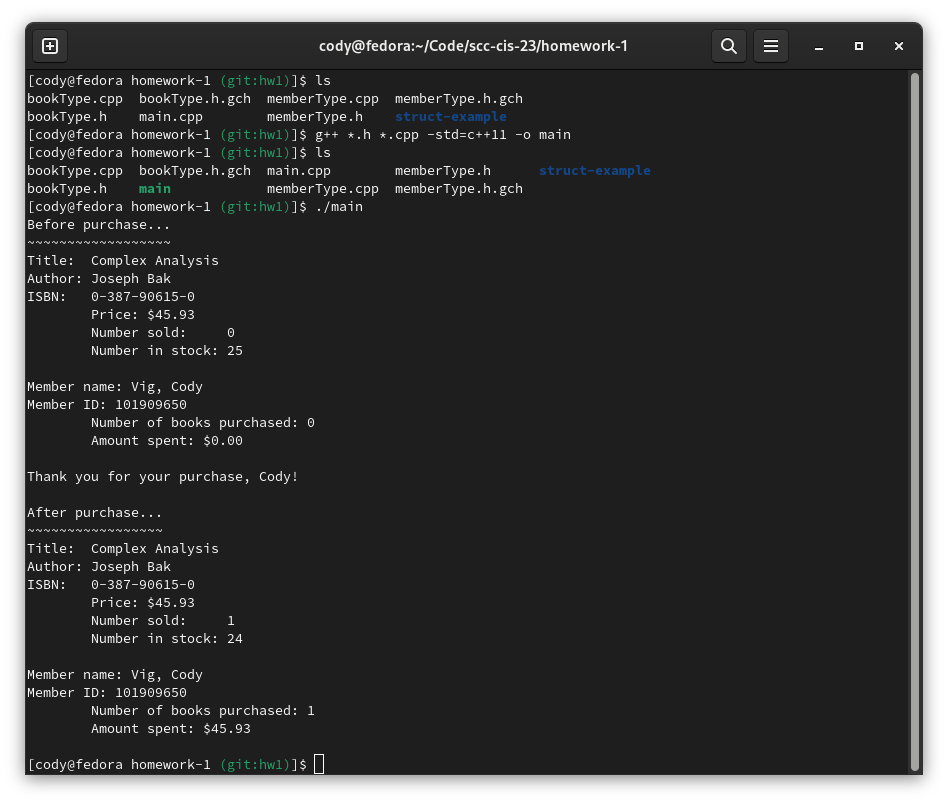 cody@fedora:~/Code/scc-cis-23/homework-1
[cody@fedora homework-1 (git:hw1)]$ ls
bookType.cpp  bookType.h.gch  memberType.cpp  memberType.h.gch
bookType.h    main.cpp        memberType.h    struct-example
[cody@fedora homework-1 (git:hw1)]$ g++ *.h *.cpp -std=c++11 -o main
[cody@fedora homework-1 (git:hw1)]$ ls
bookType.cpp  bookType.h.gch  main.cpp        memberType.h      struct-example
bookType.h    main            memberType.cpp  memberType.h.gch
[cody@fedora homework-1 (git:hw1)]$ ./main
Before purchase...
~~~~~~~~~~~~~~~~~~
Title:  Complex Analysis
Author: Joseph Bak
ISBN:   0-387-90615-0
        Price: $45.93
        Number sold:     0
        Number in stock: 25

Member name: Vig, Cody
Member ID: 101909650
        Number of books purchased: 0
        Amount spent: $0.00

Thank you for your purchase, Cody!

After purchase...
~~~~~~~~~~~~~~~~~
Title:  Complex Analysis
Author: Joseph Bak
ISBN:   0-387-90615-0
        Price: $45.93
        Number sold:     1
        Number in stock: 24

Member name: Vig, Cody
Member ID: 101909650
        Number of books purchased: 1
        Amount spent: $45.93

[cody@fedora homework-1 (git:hw1)]$